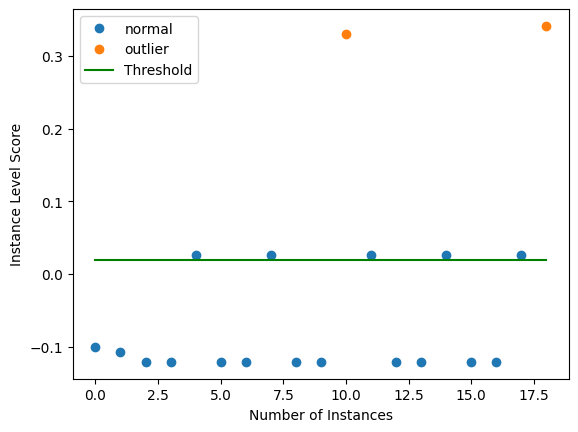 normal
outlier
Threshold
0.3
0.2
0.1
0.0
−0.1
Instance Level Score
0.0
2.5
5.0
7.5
10.0
12.5
15.0
17.5
Number of Instances